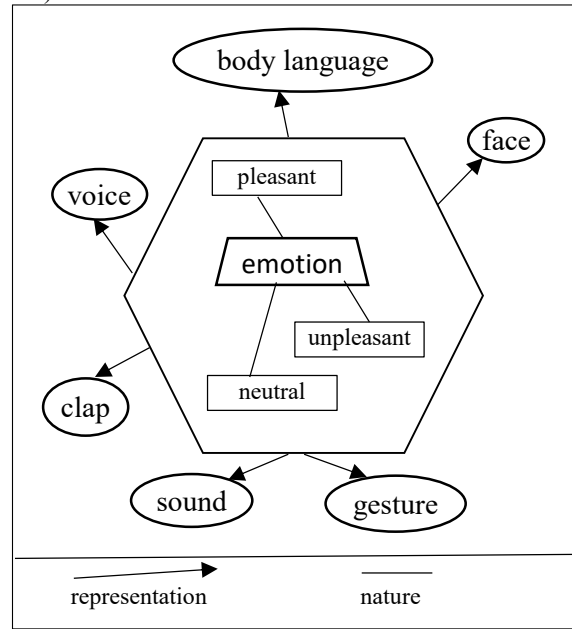 body language
face
pleasant
voice
emotion
unpleasant
neutral
clap
sound
gesture
representation
nature